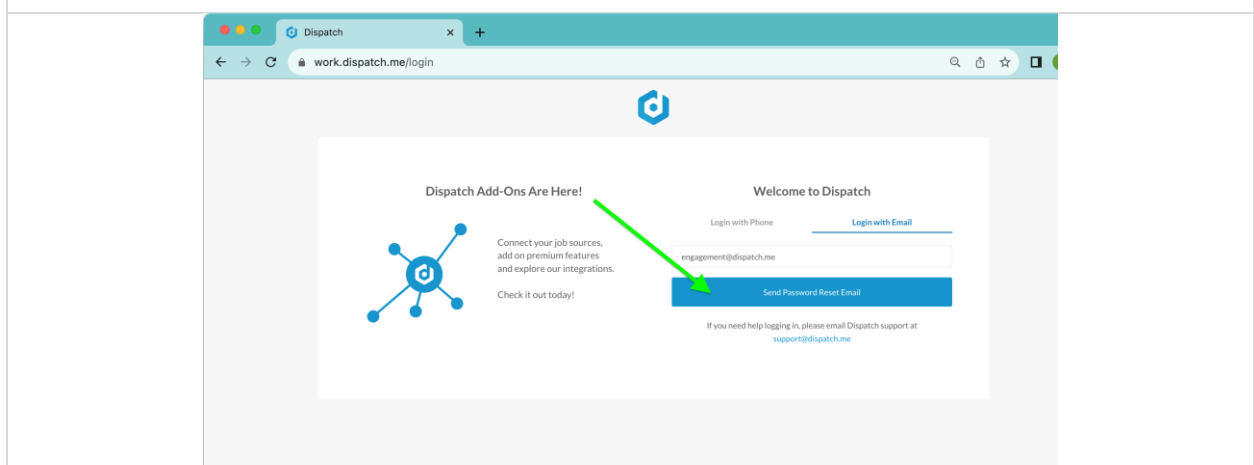 Dispatch
work.dispatch.me/login
Dispatch Add-Ons Are Here!
Connect your job sources,
add on premium features
and explore our integrations.
Check it out today!
Welcome to Dispatch
Login with Phone
Login with Email
engagement@dispatch.me
Send Password Reset Email
If you need help logging in, please email Dispatch support at
support@dispatch.me